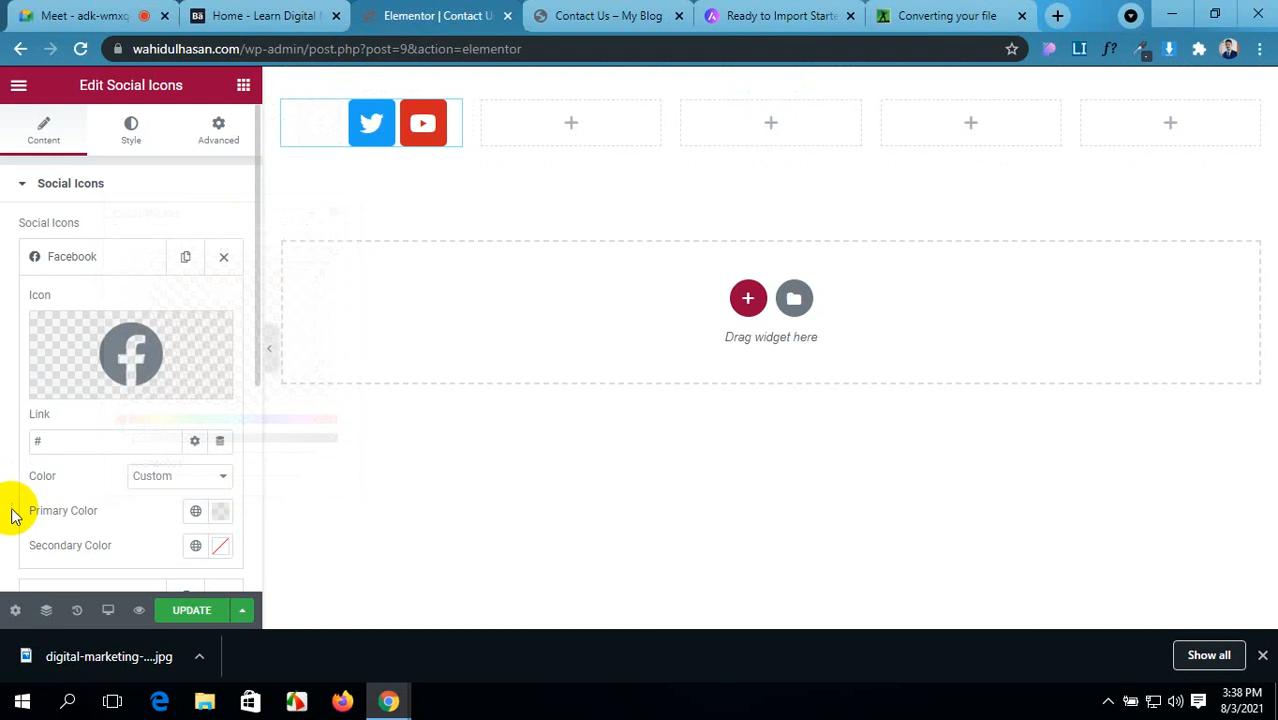 Meet - adk-wmxq
Home - Learn Digital M
Elementor | Contact U
Contact Us – My Blog
Ready to Import Starte
Converting your file
wahidulhasan.com/wp-admin/post.php?post=9&action=elementor
Edit Social Icons
Content
Style
Advanced
Social Icons
Social Icons
Facebook
Icon
Link
#
Color
Custom
Primary Color
Secondary Color
UPDATE
Drag widget here
digital-marketing-....jpg
Show all
3:38 PM
8/3/2021